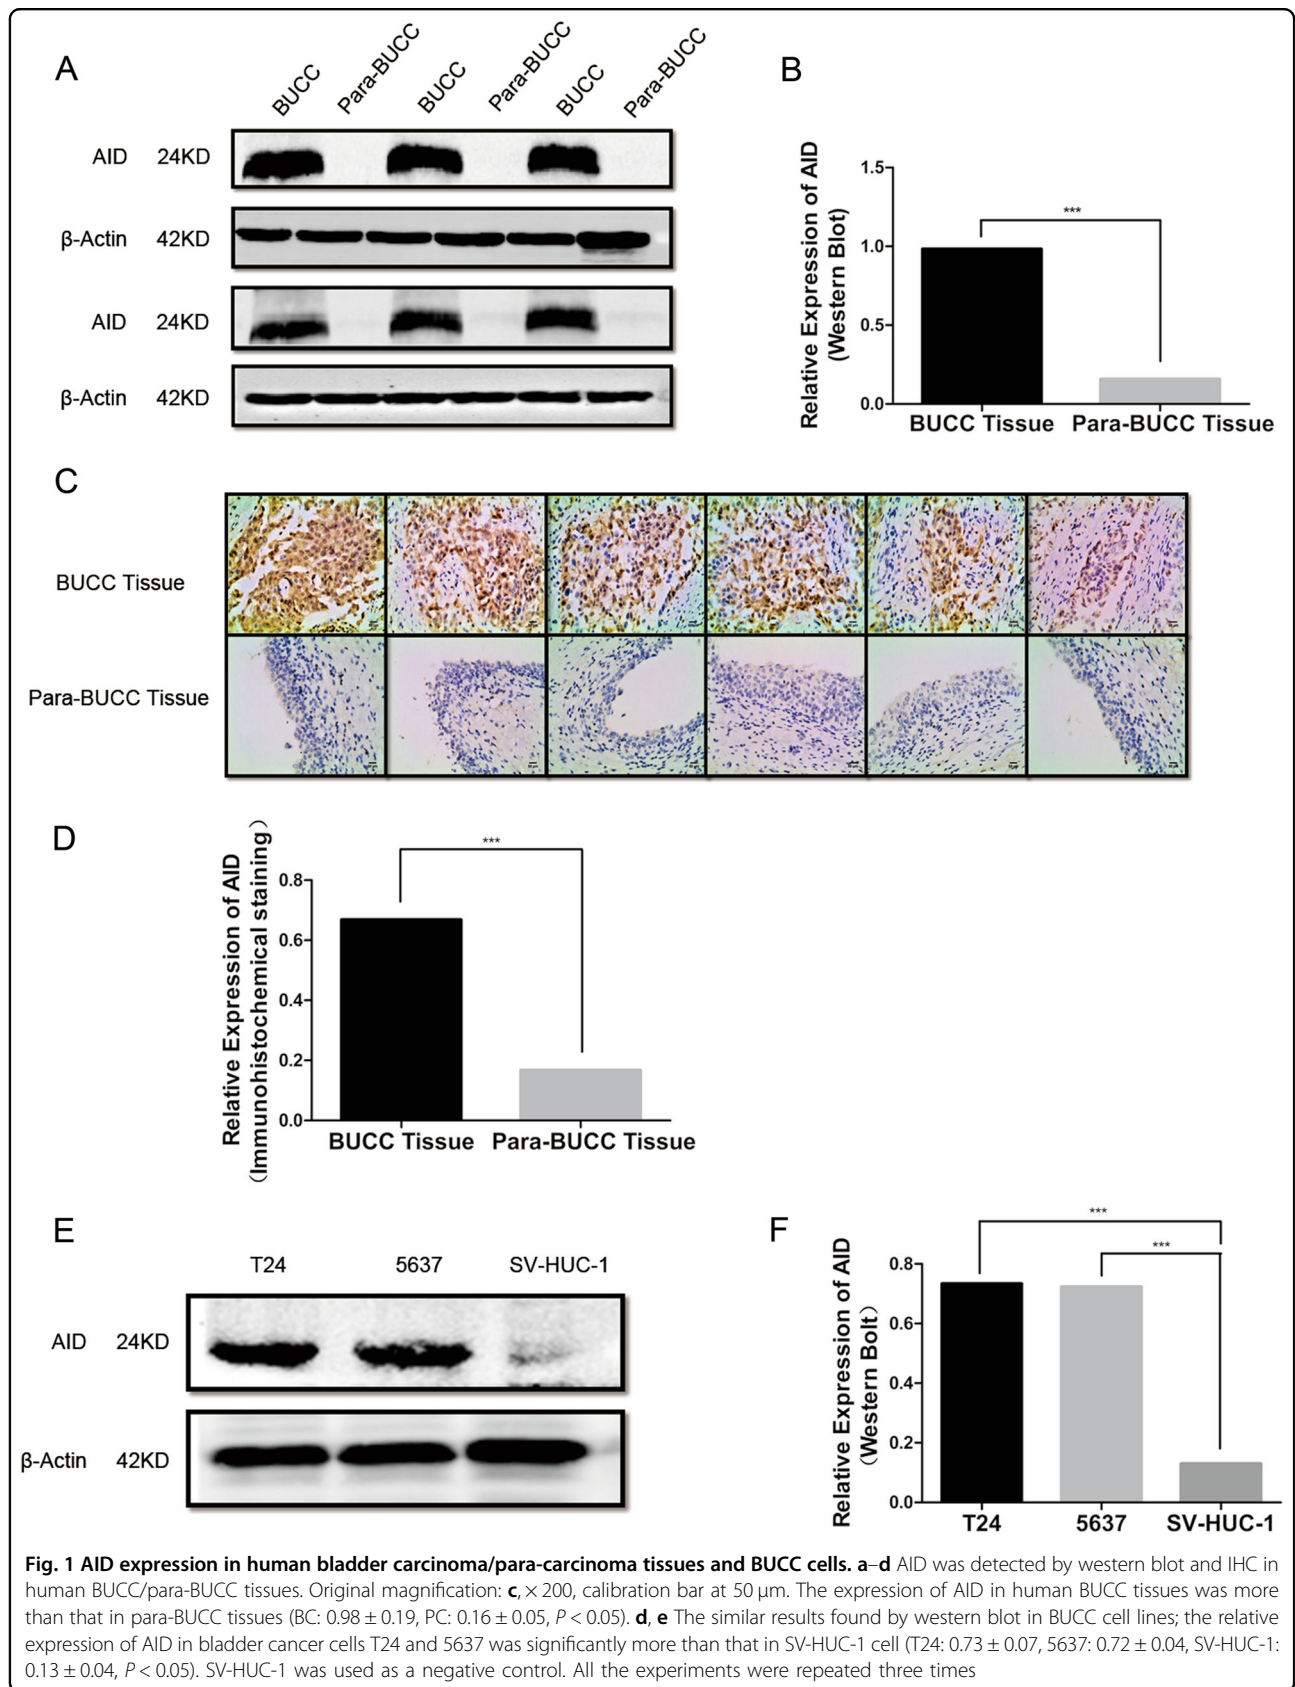 A
BUCC
Para-BUCC
BUCC
Para-BUCC
BUCC
Para-BUCC
AID 24KD
β-Actin 42KD
AID 24KD
β-Actin 42KD
B
Relative Expression of AID
(Western Blot)
1.5
1.0
0.5
0.0
***
BUCC Tissue Para-BUCC Tissue
C
BUCC Tissue
Para-BUCC Tissue
D
Relative Expression of AID
（Immunohistochemical staining）
0.8
0.6
0.4
0.2
0.0
***
BUCC Tissue Para-BUCC Tissue
E
T24 5637 SV-HUC-1
AID 24KD
β-Actin 42KD
F
Relative Expression of AID
（Western Bolt）
0.8
0.6
0.4
0.2
0.0
***
***
T24 5637 SV-HUC-1
Fig. 1 AID expression in human bladder carcinoma/para-carcinoma tissues and BUCC cells. a–d AID was detected by western blot and IHC in
human BUCC/para-BUCC tissues. Original magnification: c, × 200, calibration bar at 50 μm. The expression of AID in human BUCC tissues was more
than that in para-BUCC tissues (BC: 0.98 ± 0.19, PC: 0.16 ± 0.05, P < 0.05). d, e The similar results found by western blot in BUCC cell lines; the relative
expression of AID in bladder cancer cells T24 and 5637 was significantly more than that in SV-HUC-1 cell (T24: 0.73 ± 0.07, 5637: 0.72 ± 0.04, SV-HUC-1:
0.13 ± 0.04, P < 0.05). SV-HUC-1 was used as a negative control. All the experiments were repeated three times